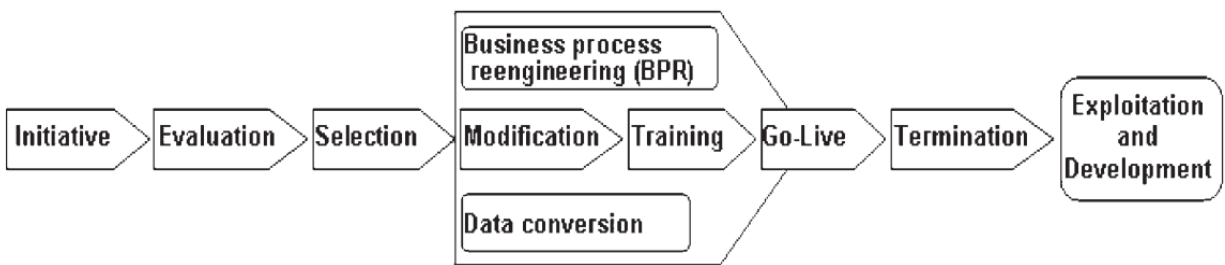 Business process
reengineering (BPR)
Initiative
Evaluation
Selection
Modification
Training
Go-Live
Termination
Exploitation
and
Development
Data conversion